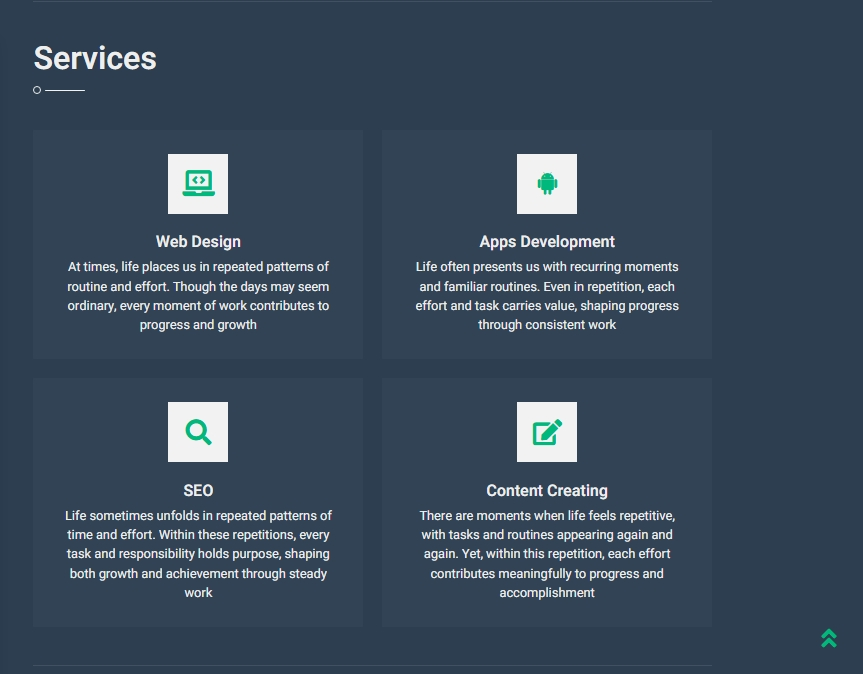 Services
Web Design
At times, life places us in repeated patterns of
routine and effort. Though the days may seem
ordinary, every moment of work contributes to
progress and growth
Apps Development
Life often presents us with recurring moments
and familiar routines. Even in repetition, each
effort and task carries value, shaping progress
through consistent work
SEO
Life sometimes unfolds in repeated patterns of
time and effort. Within these repetitions, every
task and responsibility holds purpose, shaping
both growth and achievement through steady
work
Content Creating
There are moments when life feels repetitive,
with tasks and routines appearing again and
again. Yet, within this repetition, each effort
contributes meaningfully to progress and
accomplishment